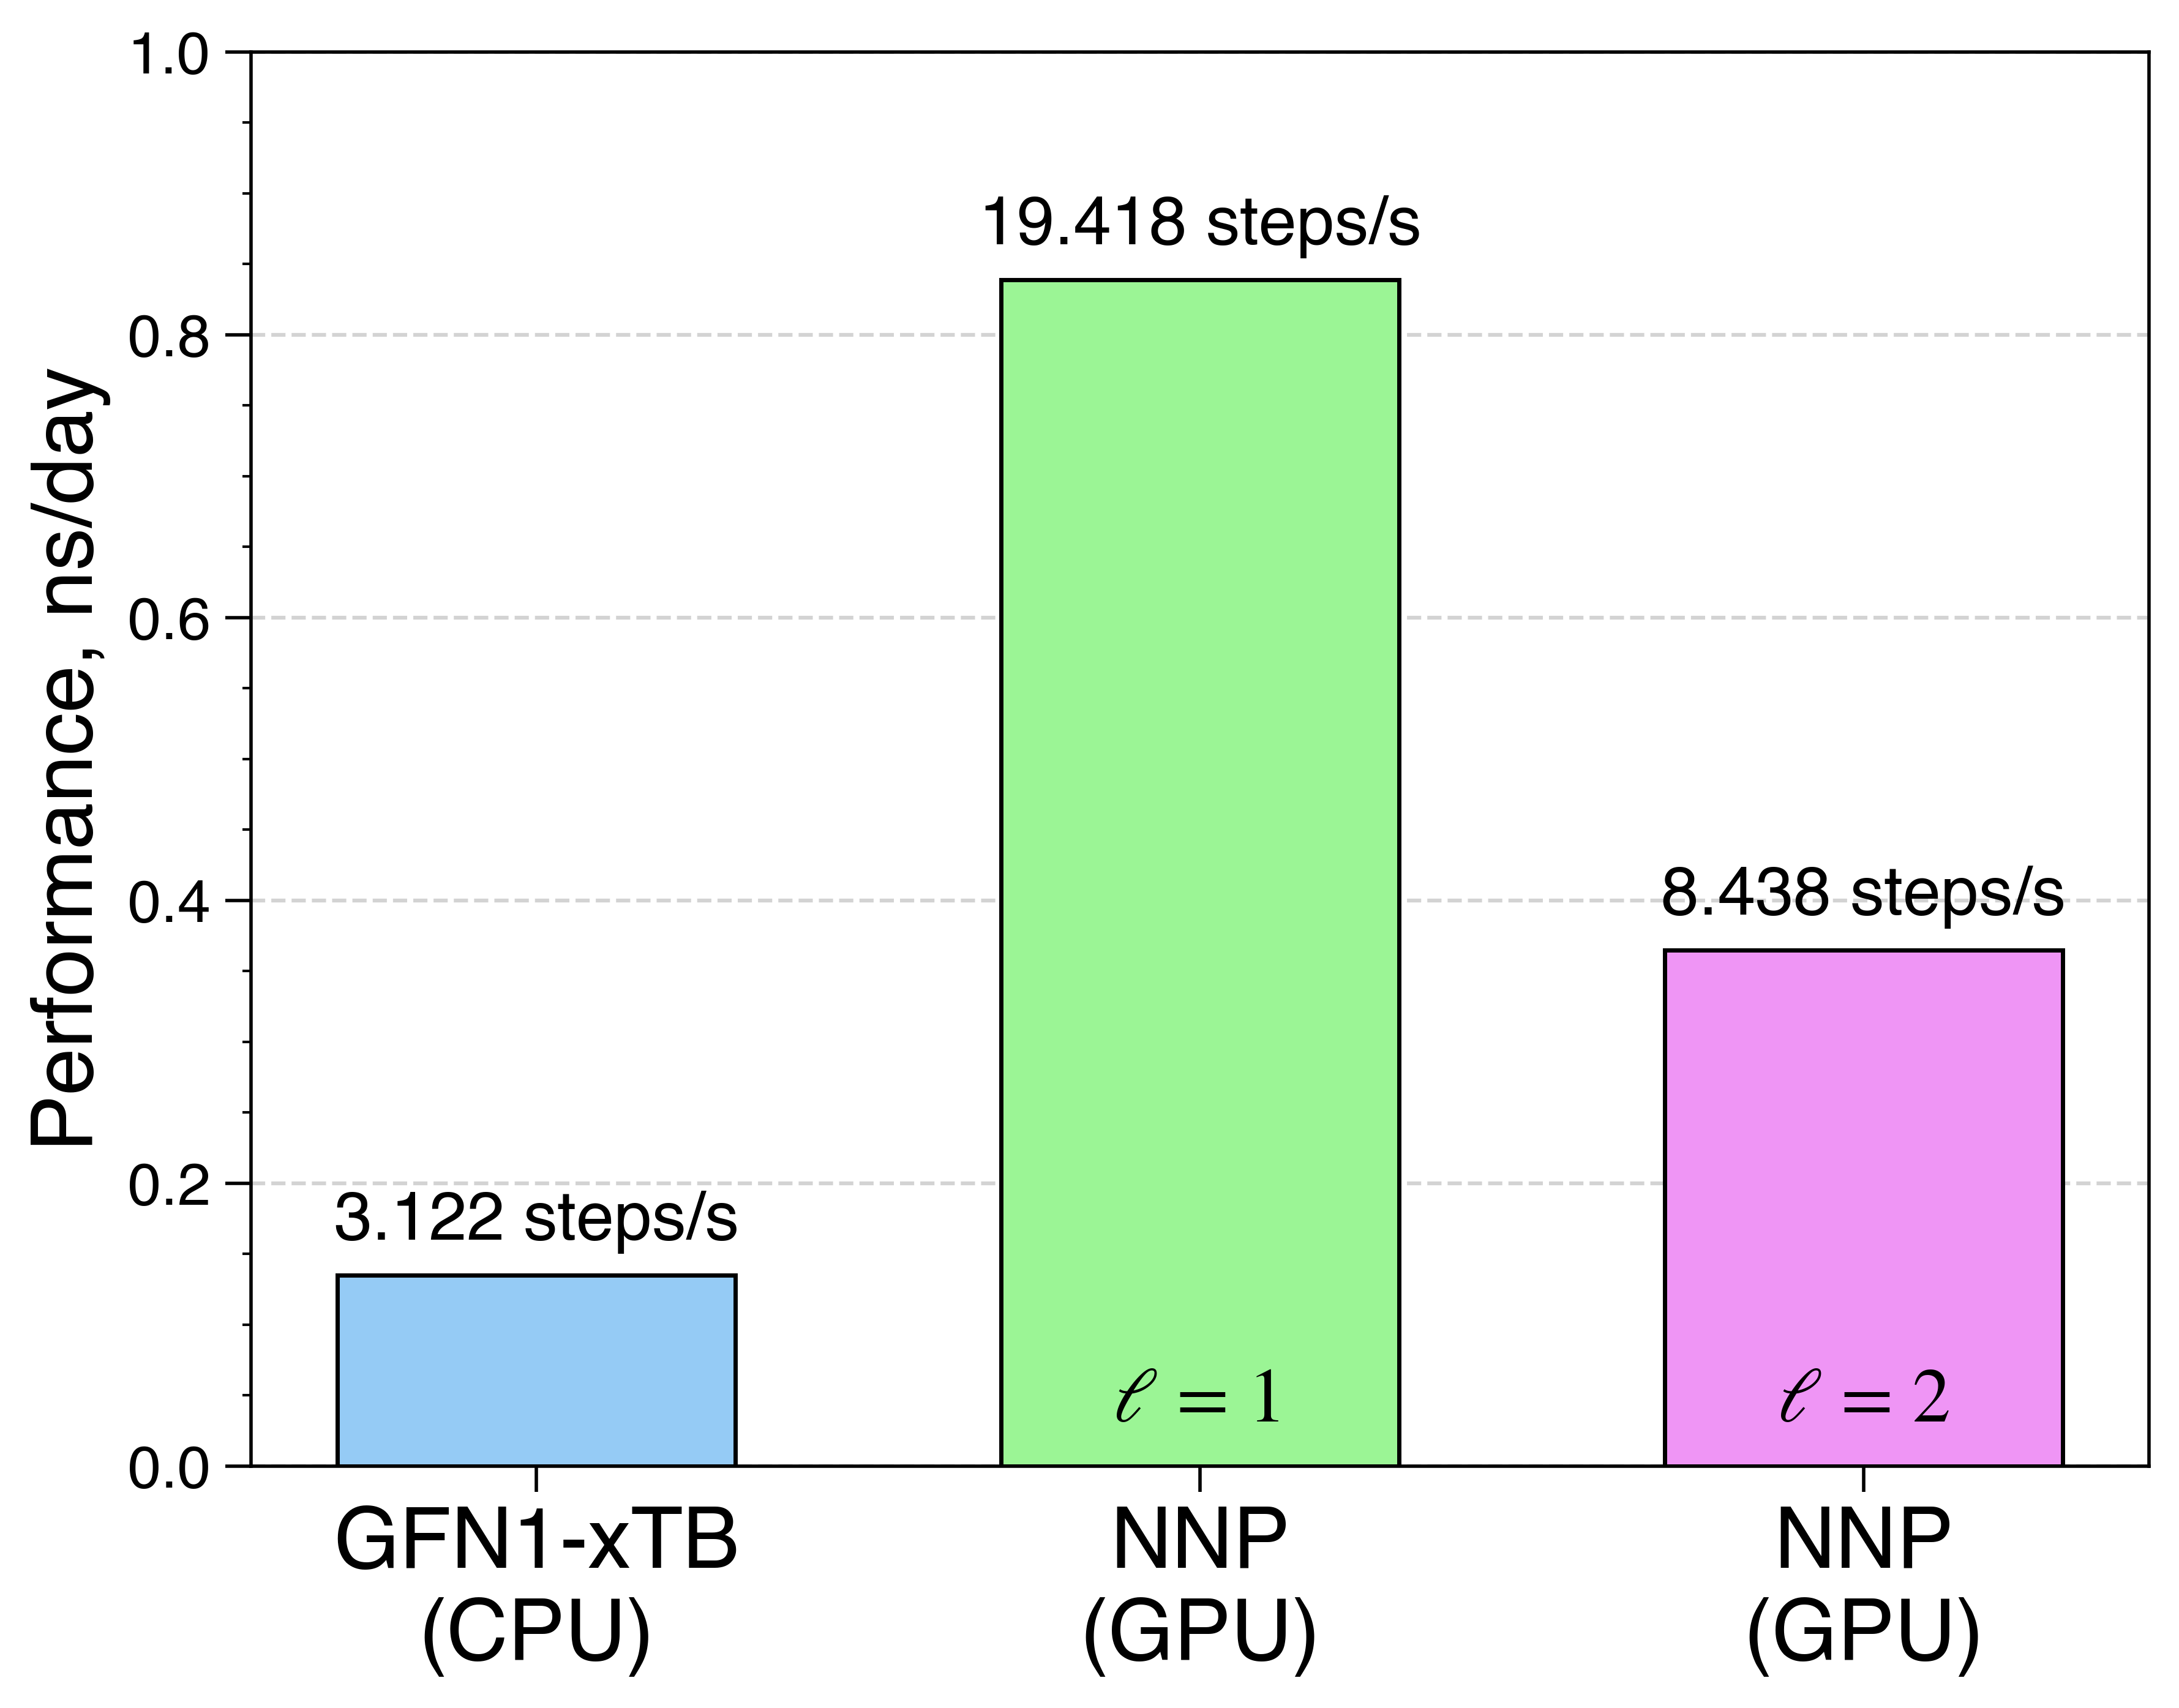 Performance, ns/day
1.0
0.8
0.6
0.4
0.2
0.0
19.418 steps/s
8.438 steps/s
3.122 steps/s
ℓ = 1
ℓ = 2
GFN1-xTB
(CPU)
NNP
(GPU)
NNP
(GPU)